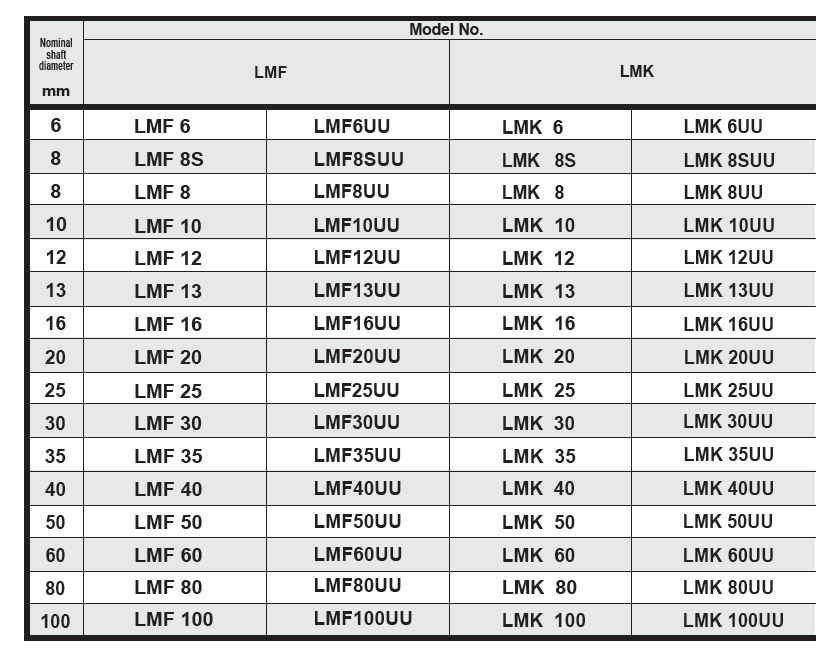 Model No.
Nominal
shaft
diameter
mm
LMF LMK
6 LMF 6 LMF6UU LMK 6 LMK 6UU
8 LMF 8S LMF8SUU LMK 8S LMK 8SUU
8 LMF 8 LMF8UU LMK 8 LMK 8UU
10 LMF 10 LMF10UU LMK 10 LMK 10UU
12 LMF 12 LMF12UU LMK 12 LMK 12UU
13 LMF 13 LMF13UU LMK 13 LMK 13UU
16 LMF 16 LMF16UU LMK 16 LMK 16UU
20 LMF 20 LMF20UU LMK 20 LMK 20UU
25 LMF 25 LMF25UU LMK 25 LMK 25UU
30 LMF 30 LMF30UU LMK 30 LMK 30UU
35 LMF 35 LMF35UU LMK 35 LMK 35UU
40 LMF 40 LMF40UU LMK 40 LMK 40UU
50 LMF 50 LMF50UU LMK 50 LMK 50UU
60 LMF 60 LMF60UU LMK 60 LMK 60UU
80 LMF 80 LMF80UU LMK 80 LMK 80UU
100 LMF 100 LMF100UU LMK 100 LMK 100UU